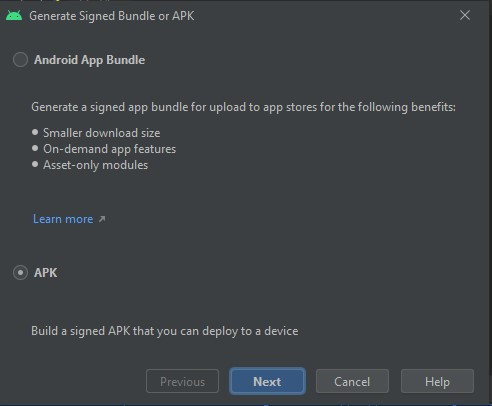 Generate Signed Bundle or APK
Android App Bundle
Generate a signed app bundle for upload to app stores for the following benefits:
• Smaller download size
• On-demand app features
• Asset-only modules
Learn more ↗
APK
Build a signed APK that you can deploy to a device
Previous Next Cancel Help